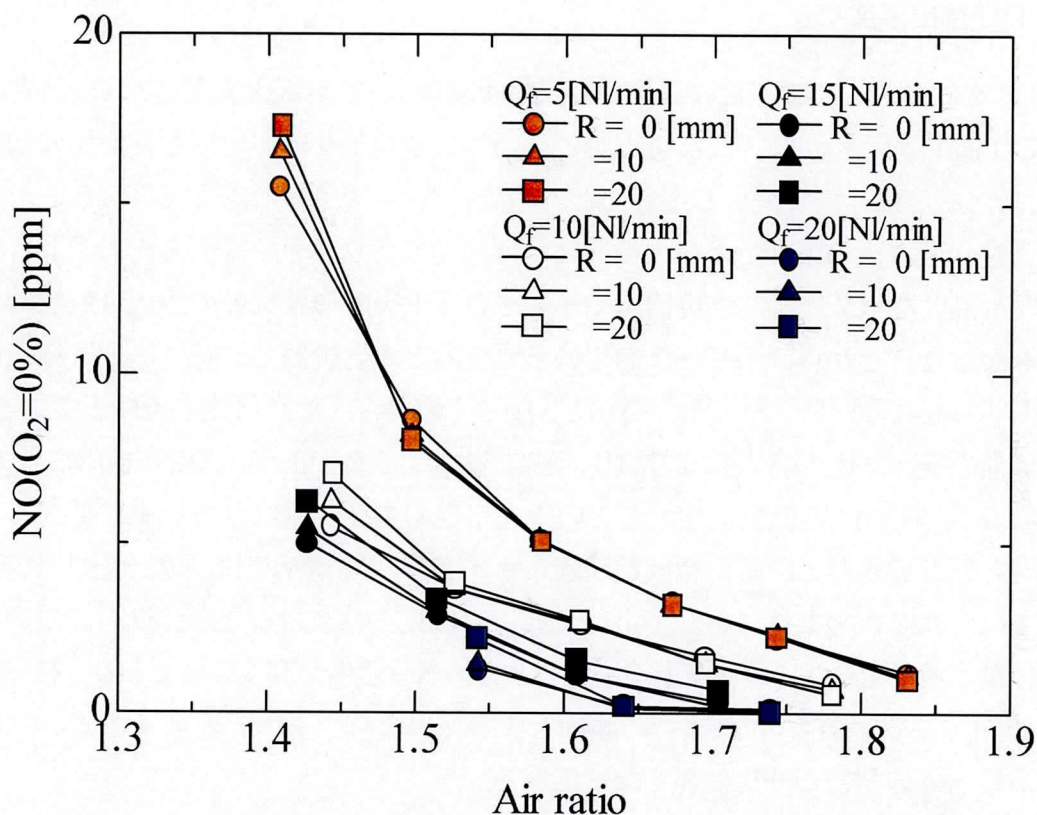 20
10
0
NO(O₂=0%) [ppm]
Q_f=5[Nl/min]
R = 0 [mm]
=10
=20
Q_f=10[Nl/min]
R = 0 [mm]
=10
=20
Q_f=15[Nl/min]
R = 0 [mm]
=10
=20
Q_f=20[Nl/min]
R = 0 [mm]
=10
=20
1.3 1.4 1.5 1.6 1.7 1.8 1.9
Air ratio